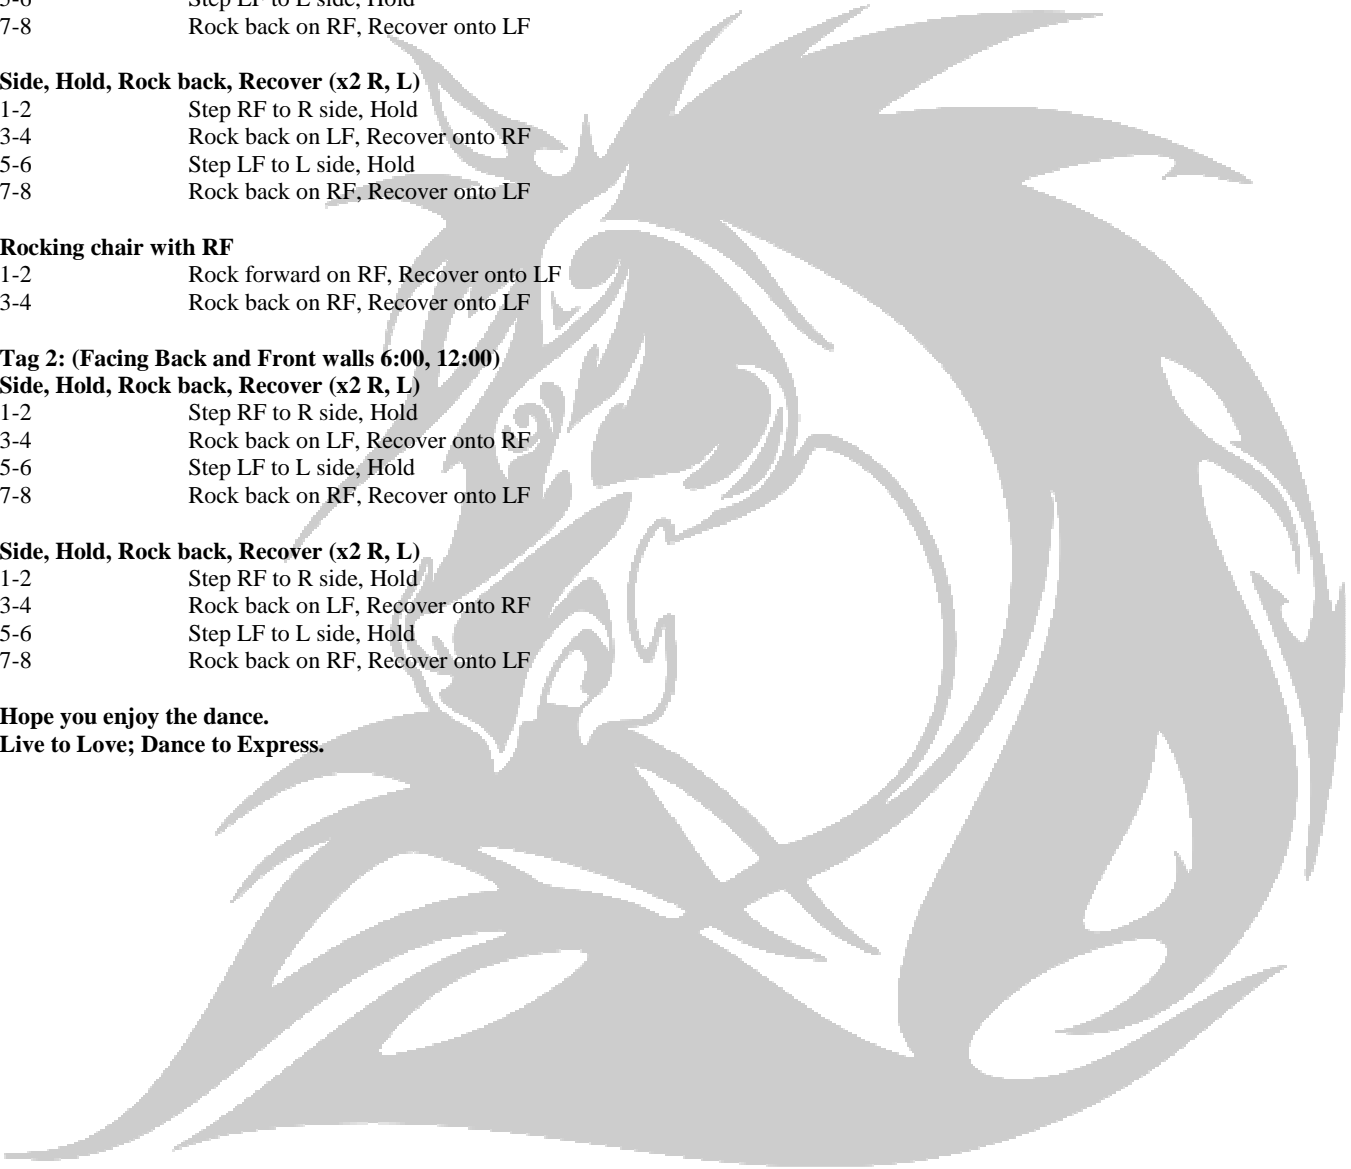 5-6 Step LF to L side, Hold
7-8 Rock back on RF, Recover onto LF
Side, Hold, Rock back, Recover (x2 R, L)
1-2 Step RF to R side, Hold
3-4 Rock back on LF, Recover onto RF
5-6 Step LF to L side, Hold
7-8 Rock back on RF, Recover onto LF
Rocking chair with RF
1-2 Rock forward on RF, Recover onto LF
3-4 Rock back on RF, Recover onto LF
Tag 2: (Facing Back and Front walls 6:00, 12:00)
Side, Hold, Rock back, Recover (x2 R, L)
1-2 Step RF to R side, Hold
3-4 Rock back on LF, Recover onto RF
5-6 Step LF to L side, Hold
7-8 Rock back on RF, Recover onto LF
Side, Hold, Rock back, Recover (x2 R, L)
1-2 Step RF to R side, Hold
3-4 Rock back on LF, Recover onto RF
5-6 Step LF to L side, Hold
7-8 Rock back on RF, Recover onto LF
Hope you enjoy the dance.
Live to Love; Dance to Express.